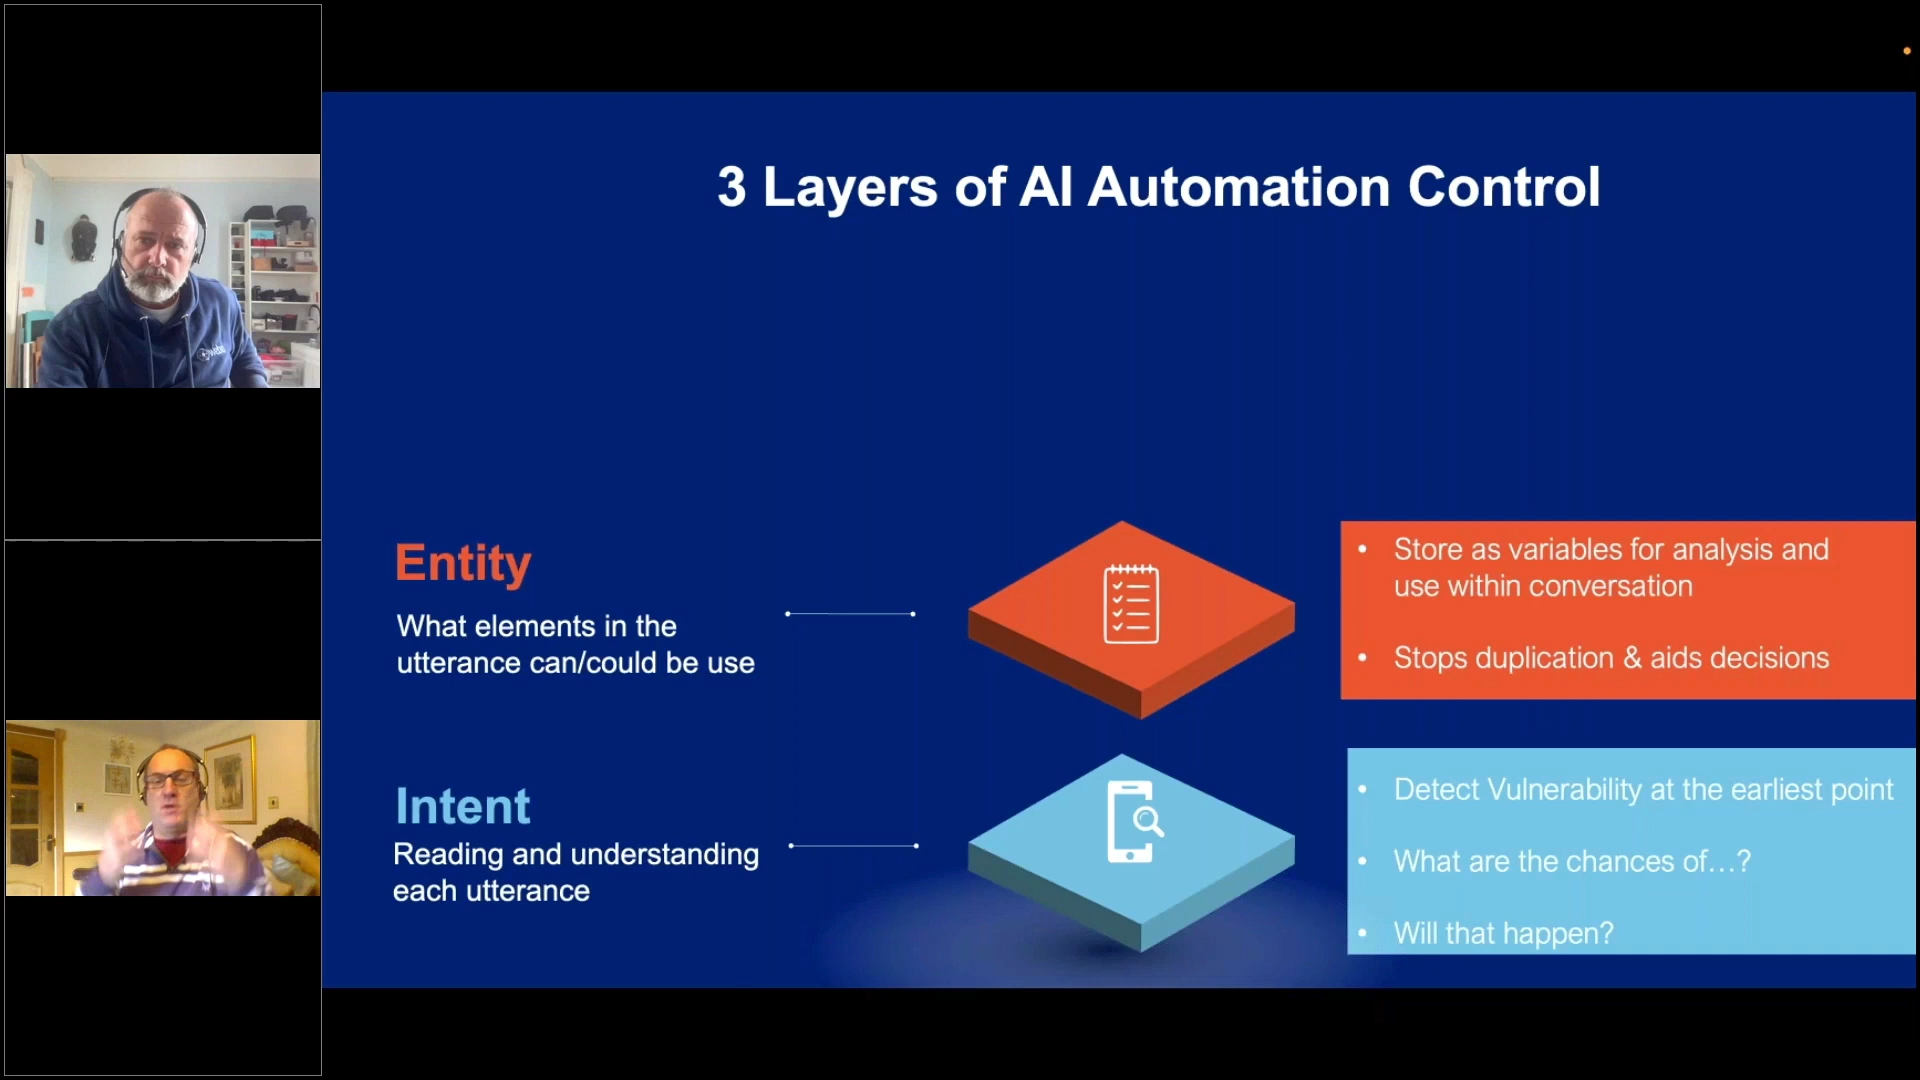 3 Layers of AI Automation Control
Entity
What elements in the
utterance can/could be use
• Store as variables for analysis and
use within conversation
• Stops duplication & aids decisions
Intent
Reading and understanding
each utterance
• Detect Vulnerability at the earliest point
• What are the chances of…?
• Will that happen?